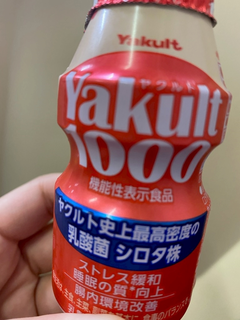 Yakult
ヤクルト
Yakult
1000
機能性表示食品
ヤクルト史上最高密度の
乳酸菌 シロタ株
ストレス緩和
睡眠の質*向上
腸内環境改善